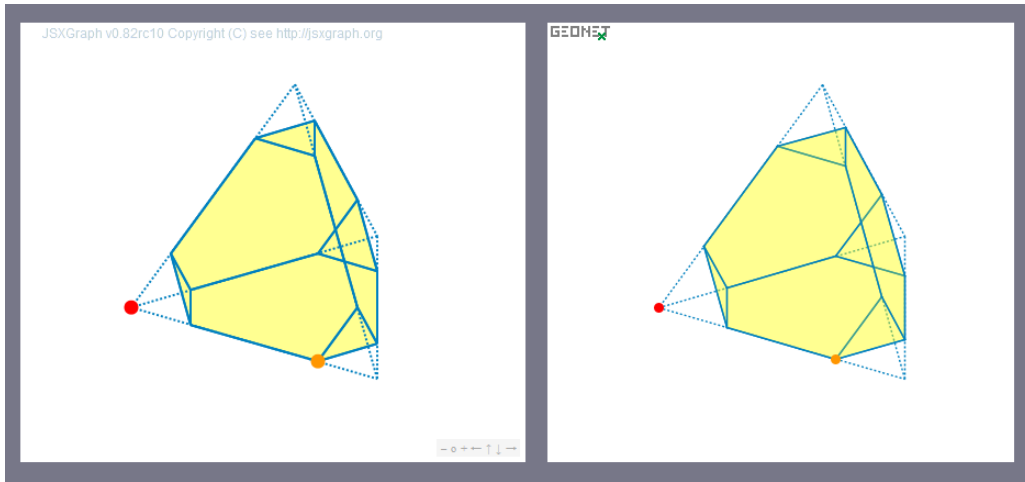 JSXGraph v0.82rc10 Copyright (C) see http://jsxgraph.org
GEONExT
– o + ← ↑ ↓ →